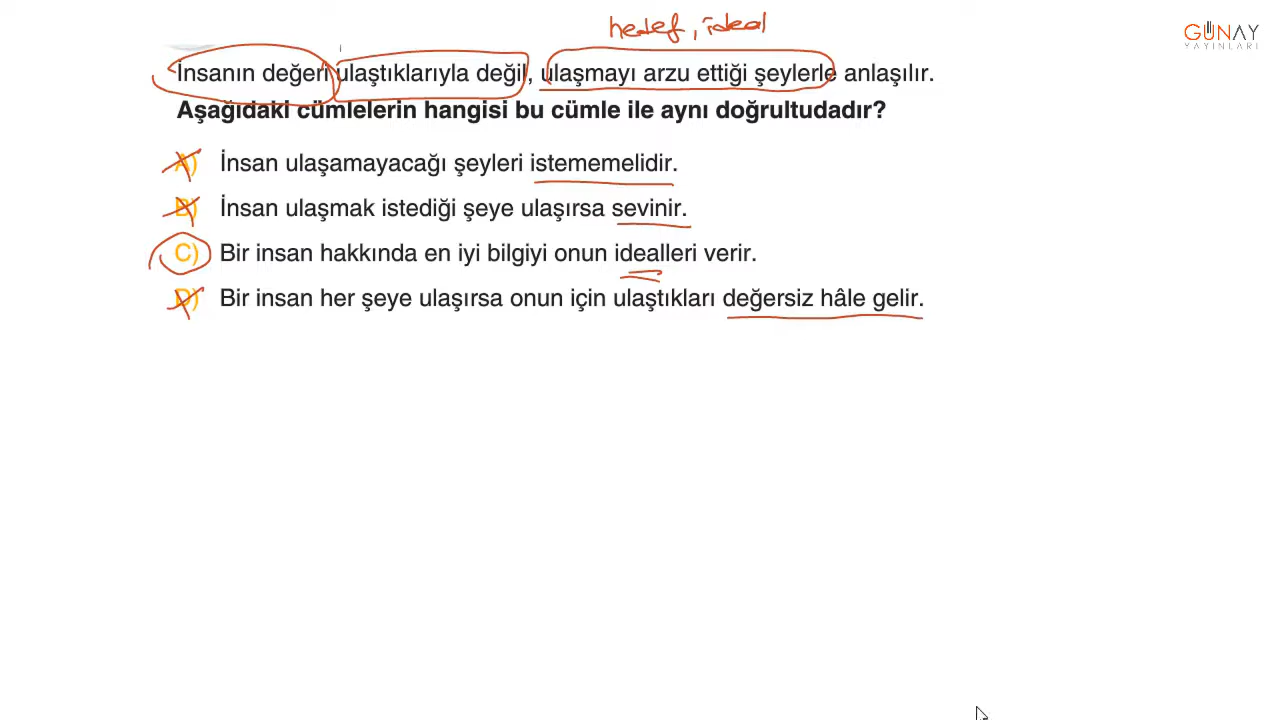 hedef, ideal
GÜNAY
YAYINLARI
İnsanın değeri ulaştıklarıyla değil, ulaşmayı arzu ettiği şeylerle anlaşılır.
Aşağıdaki cümlelerin hangisi bu cümle ile aynı doğrultudadır?
A) İnsan ulaşamayacağı şeyleri istememelidir.
B) İnsan ulaşmak istediği şeye ulaşırsa sevinir.
C) Bir insan hakkında en iyi bilgiyi onun idealleri verir.
D) Bir insan her şeye ulaşırsa onun için ulaştıkları değersiz hâle gelir.